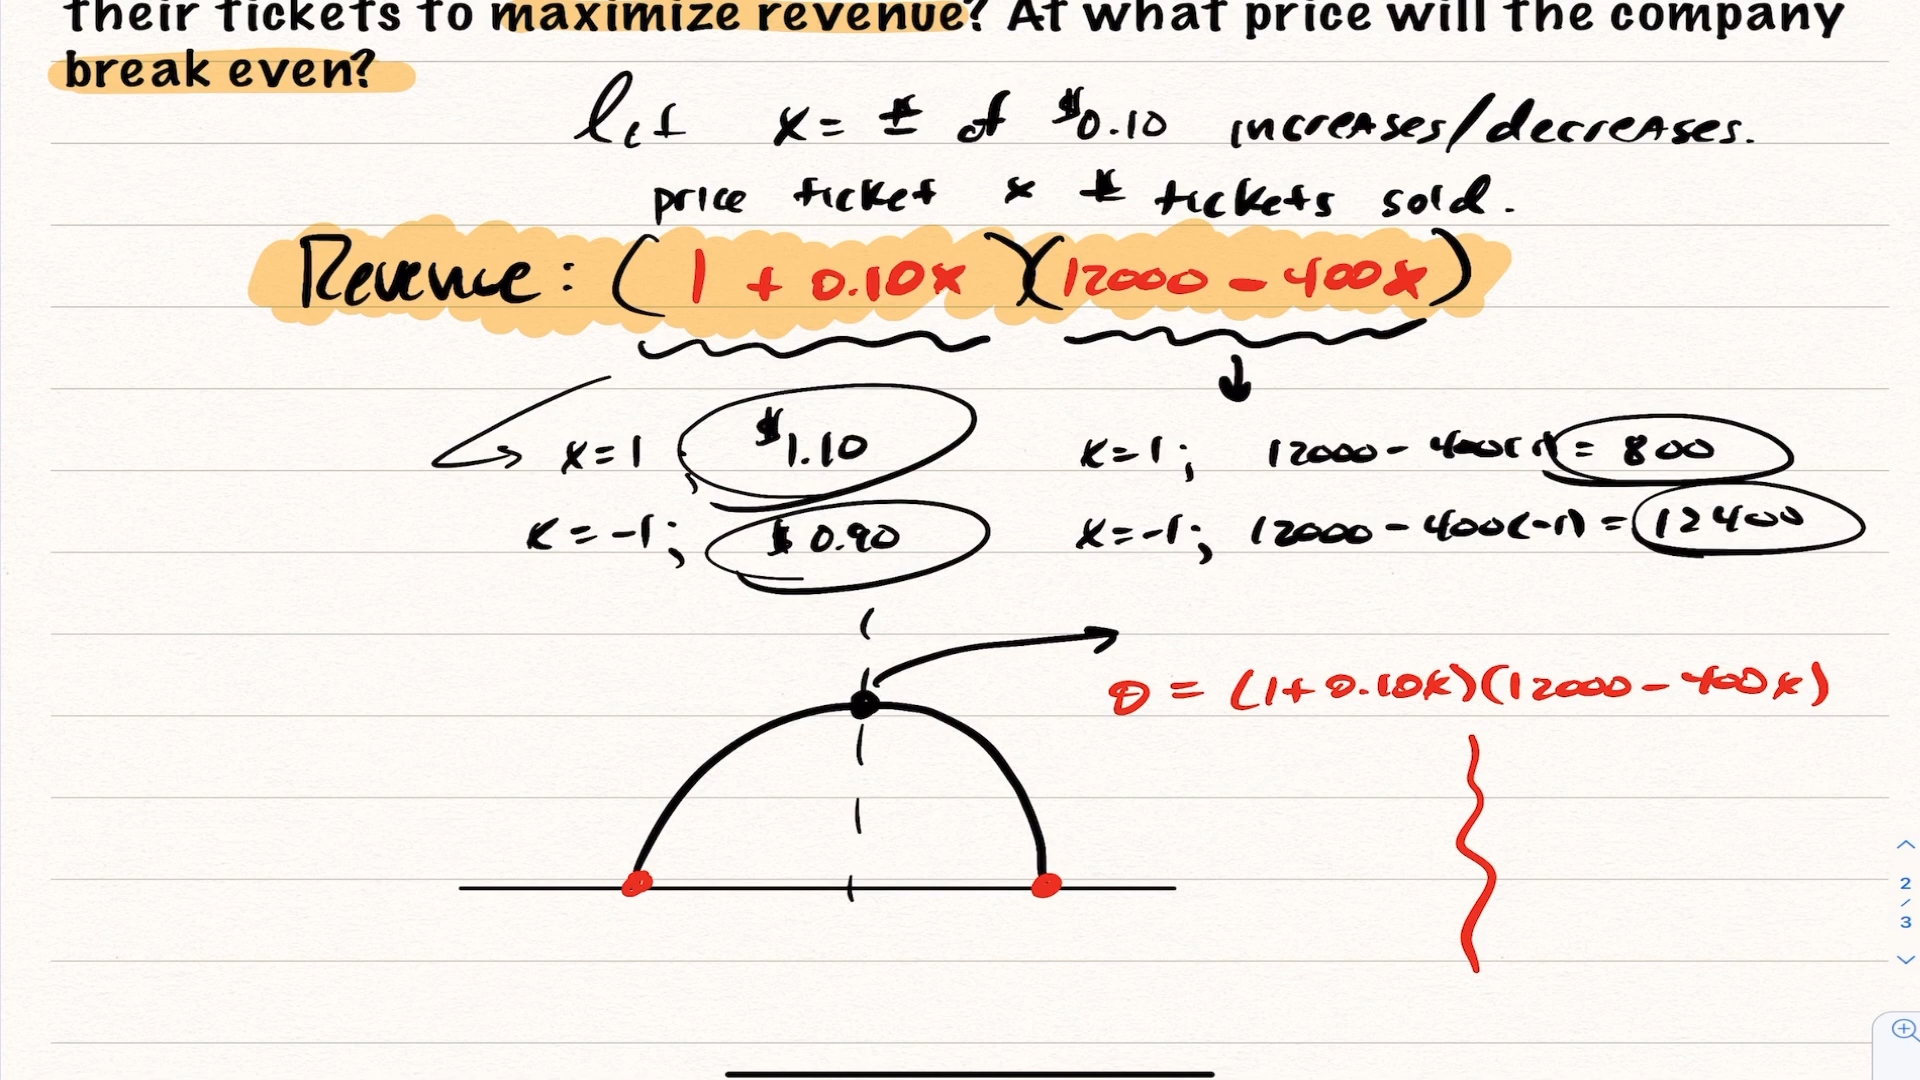 their tickets to maximize revenue? At what price will the company
break even?
let x = # of $0.10 increases/decreases.
price ticket x # tickets sold.
Revenue: (1 + 0.10x)(12000 - 400x)
x=1; $1.10 x=1; 12000 - 400(1) = 800
x=-1; $0.90 x=-1; 12000 - 400(-1) = 12400
0 = (1+0.10x)(12000 - 400x)
2
/
3